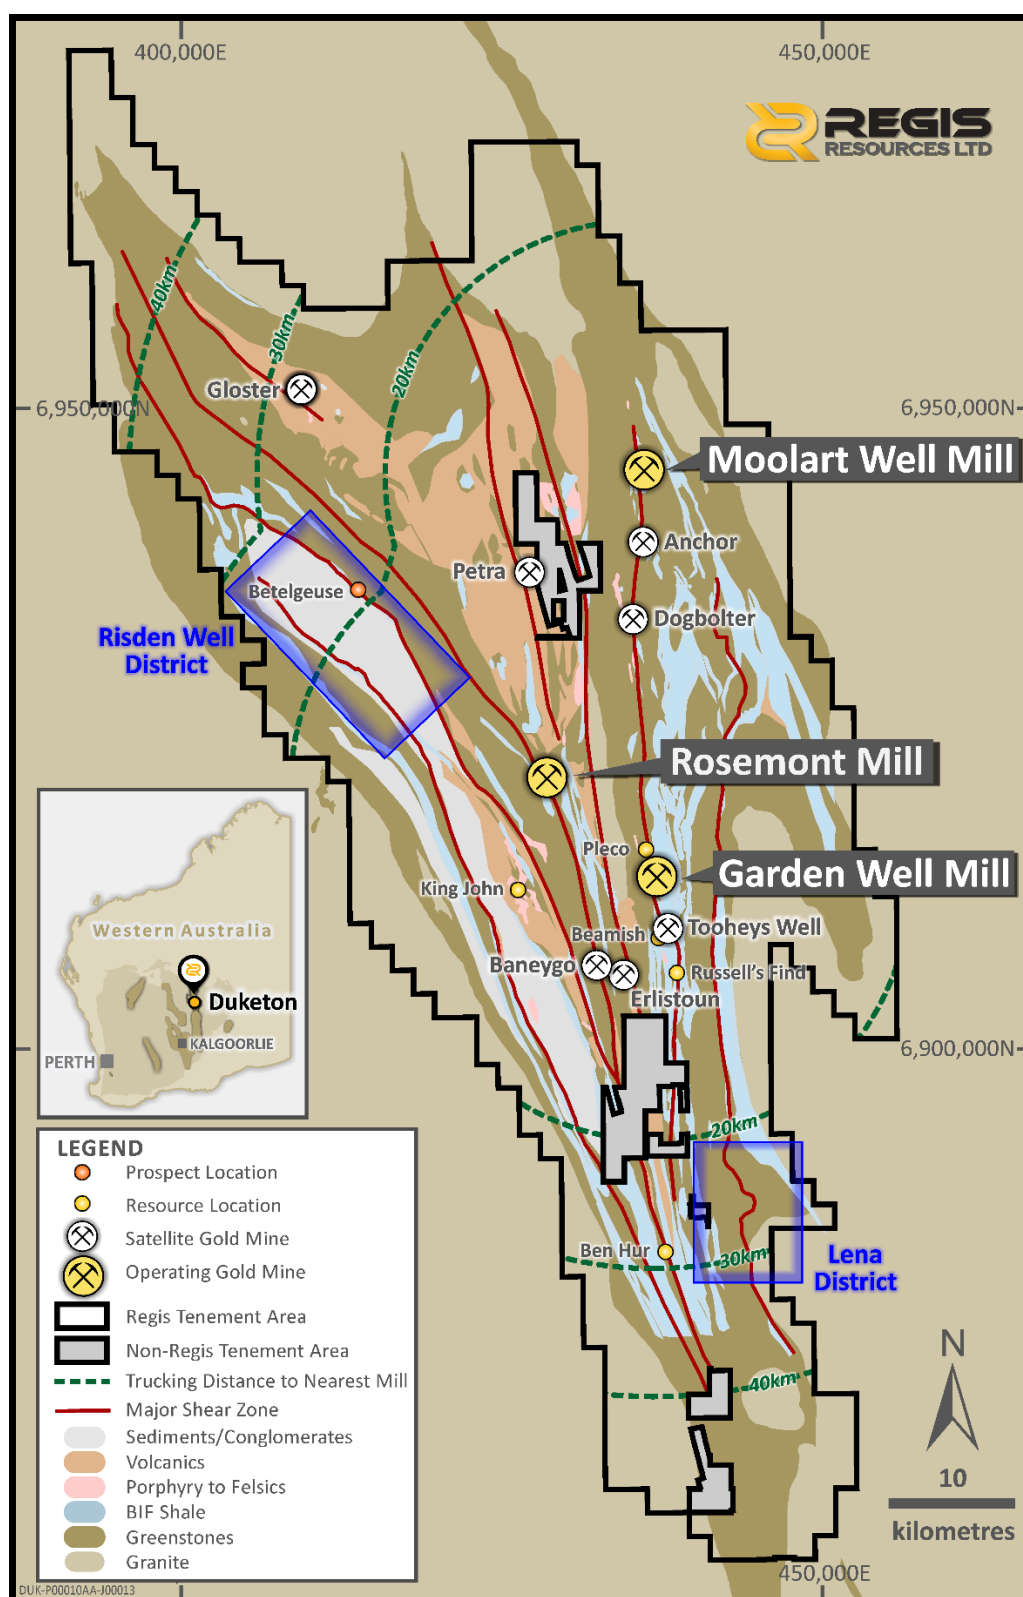 400,000E
450,000E
REGIS
RESOURCES LTD
40km
30km
20km
Gloster
6,950,000N
6,950,000N
Moolart Well Mill
Anchor
Petra
Betelgeuse
Dogbolter
Risden Well
District
Rosemont Mill
Pleco
Garden Well Mill
King John
Beamish
Tooheys Well
Baneygo
Russell's Find
Erlistoun
Western Australia
Duketon
KALGOORLIE
PERTH
6,900,000N
20km
LEGEND
Prospect Location
Resource Location
Satellite Gold Mine
Operating Gold Mine
Regis Tenement Area
Non-Regis Tenement Area
Trucking Distance to Nearest Mill
Major Shear Zone
Sediments/Conglomerates
Volcanics
Porphyry to Felsics
BIF Shale
Greenstones
Granite
Ben Hur
30km
Lena
District
40km
N
10
kilometres
450,000E
DUK-P00010AA-J00013